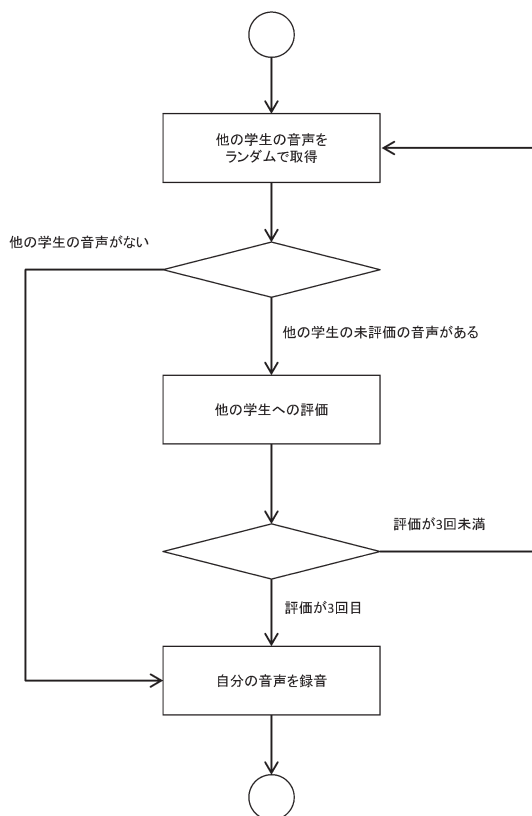 他の学生の音声を
ランダムで取得
他の学生の音声がない
他の学生の未評価の音声がある
他の学生への評価
評価が3回未満
評価が3回目
自分の音声を録音